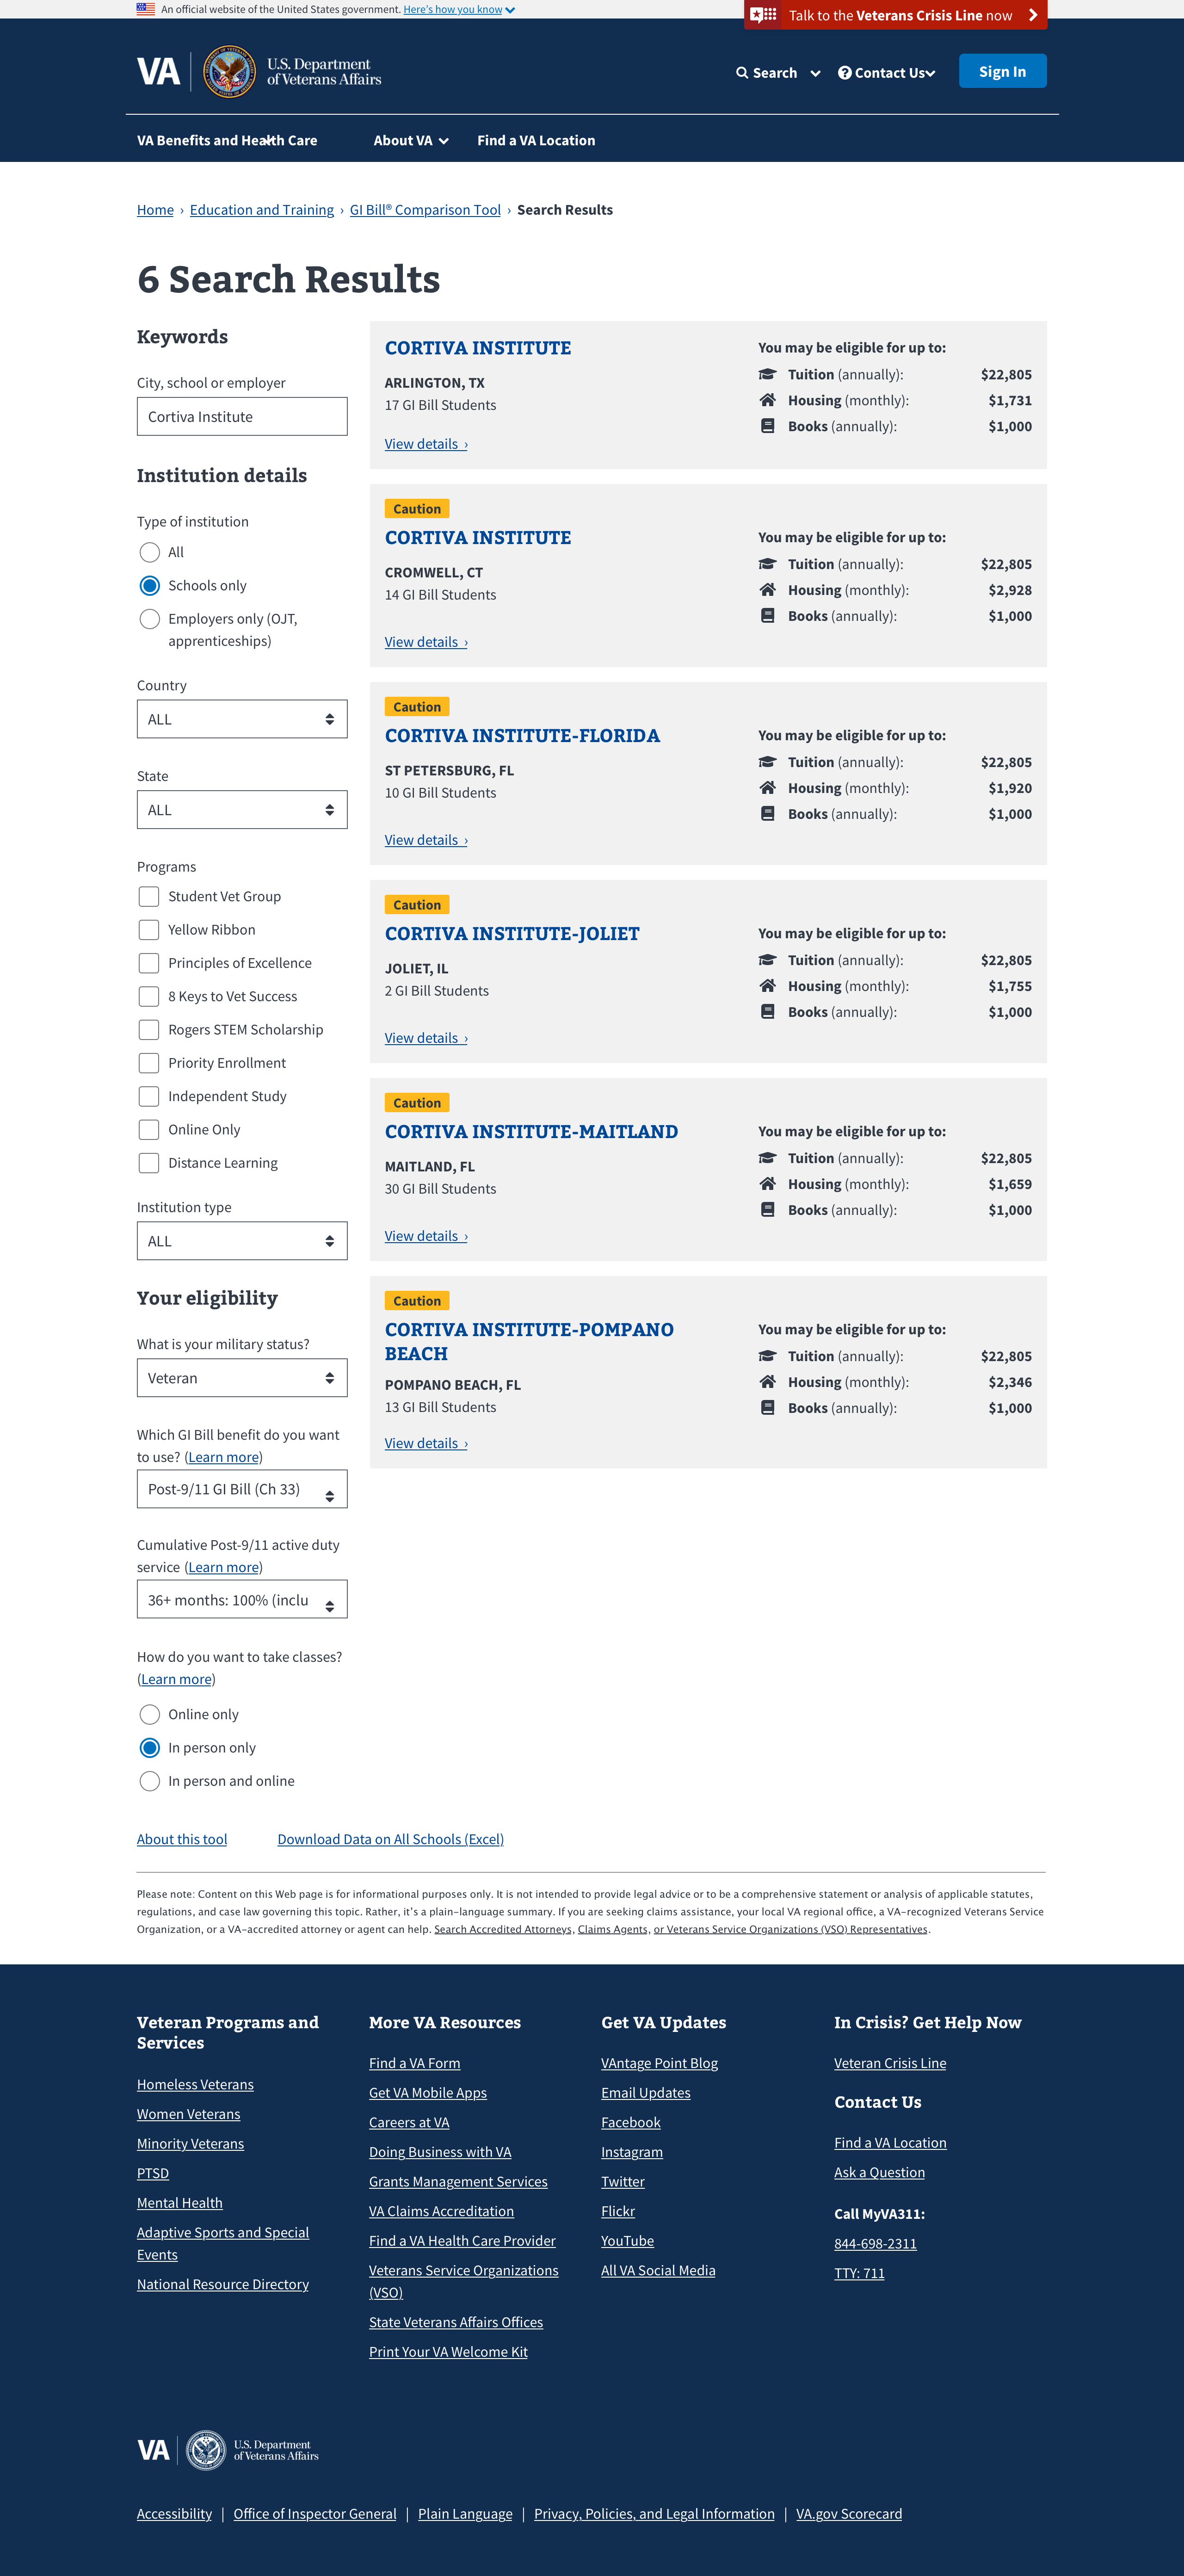 An official website of the United States government. Here's how you know
Talk to the Veterans Crisis Line now
VA
U.S. Department
of Veterans Affairs
Search
Contact Us
Sign In
VA Benefits and Health Care
About VA
Find a VA Location
Home › Education and Training › GI Bill® Comparison Tool › Search Results
6 Search Results
Keywords
City, school or employer
Cortiva Institute
Institution details
Type of institution
All
Schools only
Employers only (OJT,
apprenticeships)
Country
ALL
State
ALL
Programs
Student Vet Group
Yellow Ribbon
Principles of Excellence
8 Keys to Vet Success
Rogers STEM Scholarship
Priority Enrollment
Independent Study
Online Only
Distance Learning
Institution type
ALL
Your eligibility
What is your military status?
Veteran
Which GI Bill benefit do you want
to use? (Learn more)
Post-9/11 GI Bill (Ch 33)
Cumulative Post-9/11 active duty
service (Learn more)
36+ months: 100% (inclu
How do you want to take classes?
(Learn more)
Online only
In person only
In person and online
CORTIVA INSTITUTE
ARLINGTON, TX
17 GI Bill Students
View details ›
You may be eligible for up to:
Tuition (annually): $22,805
Housing (monthly): $1,731
Books (annually): $1,000
Caution
CORTIVA INSTITUTE
CROMWELL, CT
14 GI Bill Students
View details ›
You may be eligible for up to:
Tuition (annually): $22,805
Housing (monthly): $2,928
Books (annually): $1,000
Caution
CORTIVA INSTITUTE-FLORIDA
ST PETERSBURG, FL
10 GI Bill Students
View details ›
You may be eligible for up to:
Tuition (annually): $22,805
Housing (monthly): $1,920
Books (annually): $1,000
Caution
CORTIVA INSTITUTE-JOLIET
JOLIET, IL
2 GI Bill Students
View details ›
You may be eligible for up to:
Tuition (annually): $22,805
Housing (monthly): $1,755
Books (annually): $1,000
Caution
CORTIVA INSTITUTE-MAITLAND
MAITLAND, FL
30 GI Bill Students
View details ›
You may be eligible for up to:
Tuition (annually): $22,805
Housing (monthly): $1,659
Books (annually): $1,000
Caution
CORTIVA INSTITUTE-POMPANO
BEACH
POMPANO BEACH, FL
13 GI Bill Students
View details ›
You may be eligible for up to:
Tuition (annually): $22,805
Housing (monthly): $2,346
Books (annually): $1,000
About this tool
Download Data on All Schools (Excel)
Please note: Content on this Web page is for informational purposes only. It is not intended to provide legal advice or to be a comprehensive statement or analysis of applicable statutes,
regulations, and case law governing this topic. Rather, it's a plain-language summary. If you are seeking claims assistance, your local VA regional office, a VA-recognized Veterans Service
Organization, or a VA-accredited attorney or agent can help. Search Accredited Attorneys, Claims Agents, or Veterans Service Organizations (VSO) Representatives.
Veteran Programs and
Services
Homeless Veterans
Women Veterans
Minority Veterans
PTSD
Mental Health
Adaptive Sports and Special
Events
National Resource Directory
More VA Resources
Find a VA Form
Get VA Mobile Apps
Careers at VA
Doing Business with VA
Grants Management Services
VA Claims Accreditation
Find a VA Health Care Provider
Veterans Service Organizations
(VSO)
State Veterans Affairs Offices
Print Your VA Welcome Kit
Get VA Updates
VAntage Point Blog
Email Updates
Facebook
Instagram
Twitter
Flickr
YouTube
All VA Social Media
In Crisis? Get Help Now
Veteran Crisis Line
Contact Us
Find a VA Location
Ask a Question
Call MyVA311:
844-698-2311
TTY: 711
VA
U.S. Department
of Veterans Affairs
Accessibility | Office of Inspector General | Plain Language | Privacy, Policies, and Legal Information | VA.gov Scorecard